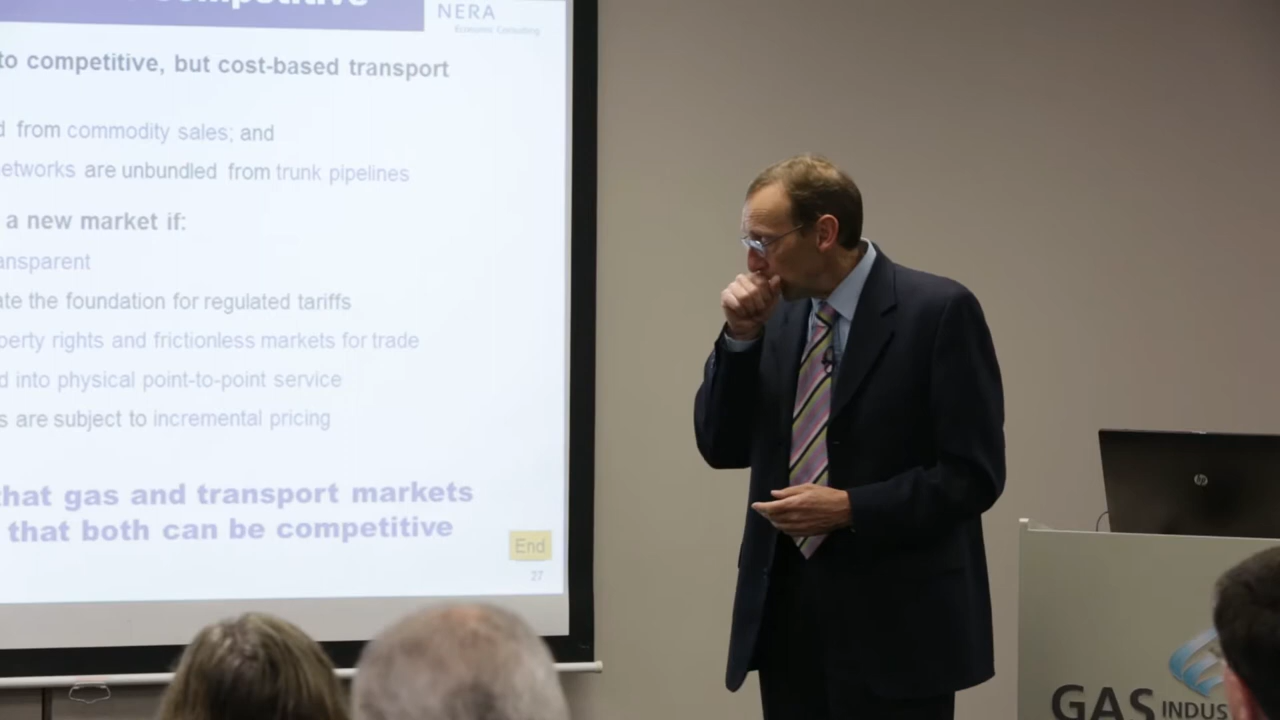 competitive
NERA
Economic Consulting
to competitive, but cost-based transport
from commodity sales; and
etworks are unbundled from trunk pipelines
a new market if:
ansparent
ate the foundation for regulated tariffs
perty rights and frictionless markets for trade
d into physical point-to-point service
s are subject to incremental pricing
that gas and transport markets
that both can be competitive
End
27
hp
GAS INDUS